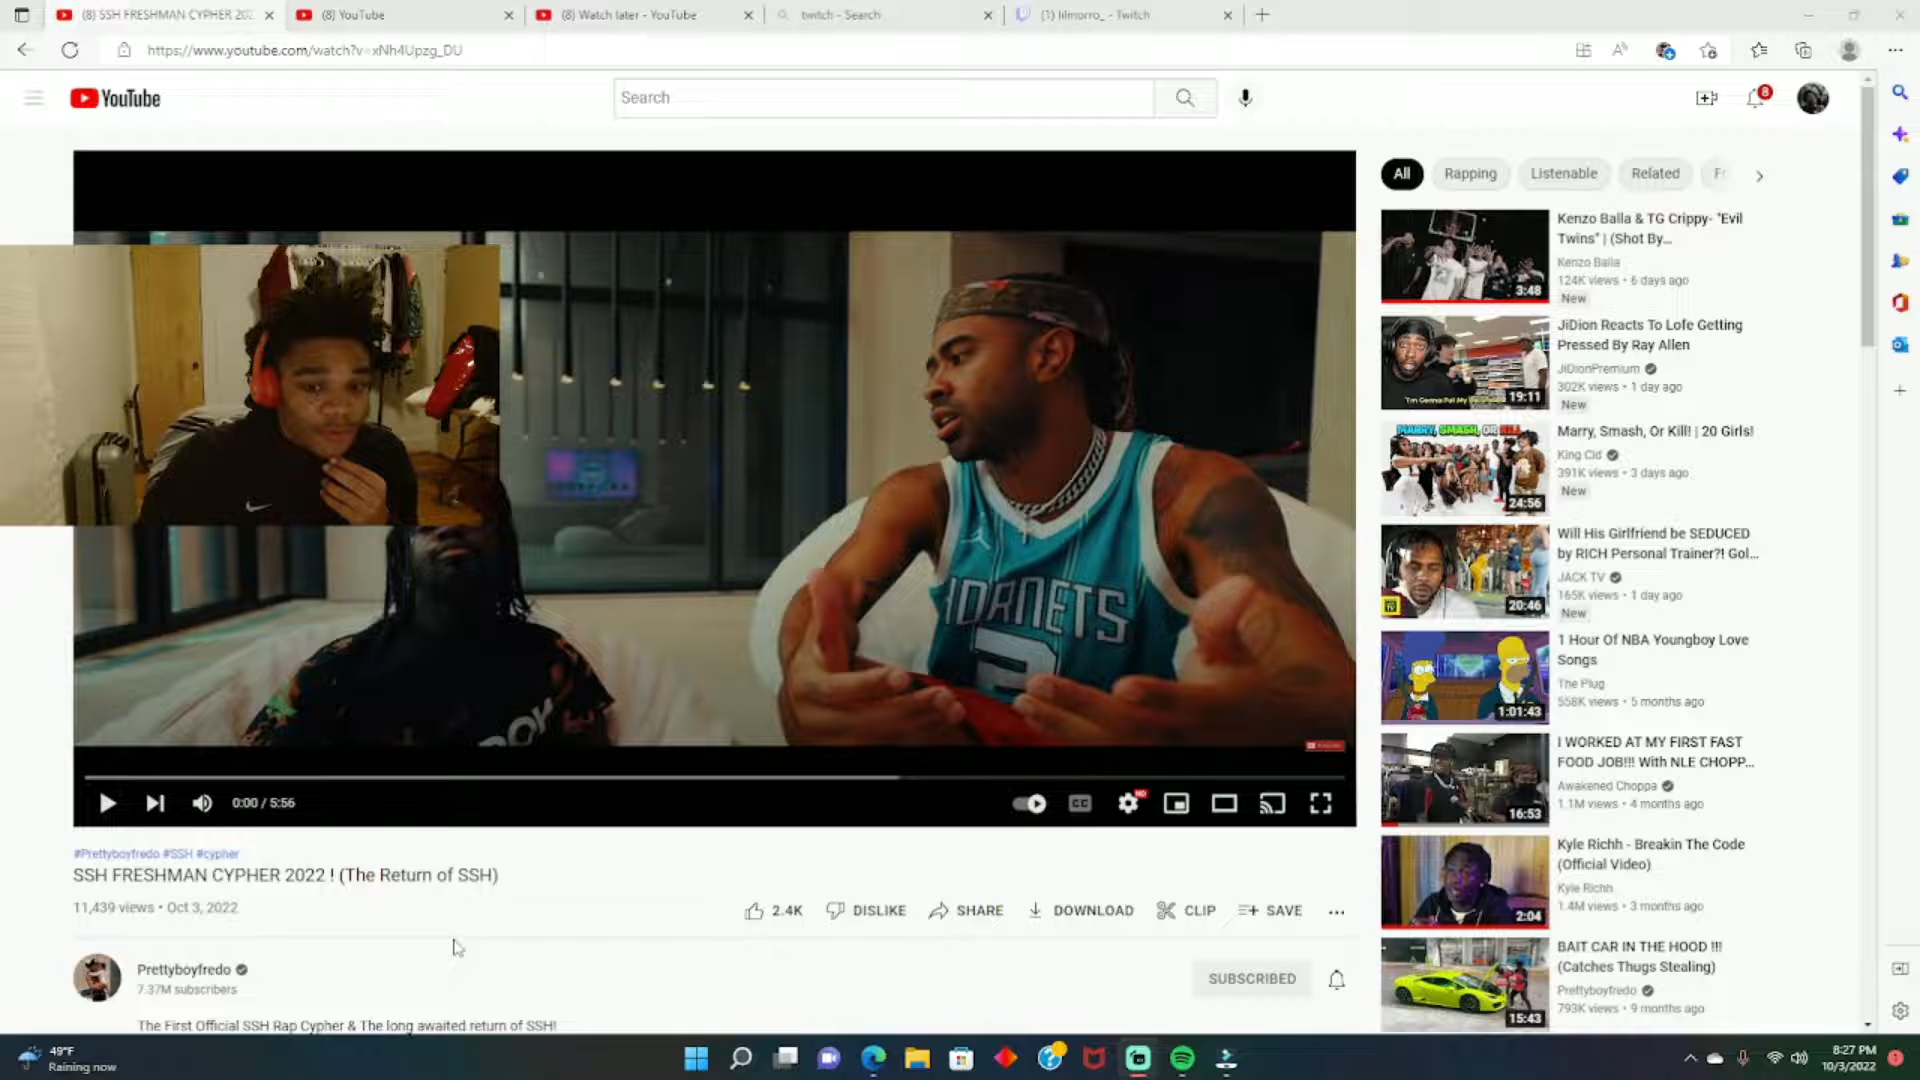 (8) SSH FRESHMAN CYPHER 202
(8) YouTube
(8) Watch later - YouTube
twitch - Search
(1) lilmorro_ - Twitch
https://www.youtube.com/watch?v=xNh4Upzg_DU
YouTube
Search
8
All
Rapping
Listenable
Related
HORNETS
2
0:00 / 5:56
CC
HD
#Prettyboyfredo #SSH #cypher
SSH FRESHMAN CYPHER 2022 ! (The Return of SSH)
11,439 views • Oct 3, 2022
2.4K
DISLIKE
SHARE
DOWNLOAD
CLIP
SAVE
Prettyboyfredo
7.37M subscribers
SUBSCRIBED
The First Official SSH Rap Cypher & The long awaited return of SSH!
3:48
Kenzo Balla & TG Crippy- "Evil
Twins" | (Shot By...
Kenzo Balla
124K views • 6 days ago
New
19:11
JiDion Reacts To Lofe Getting
Pressed By Ray Allen
JiDionPremium
302K views • 1 day ago
New
MARRY, SMASH, OR KILL
24:56
Marry, Smash, Or Kill! | 20 Girls!
King Cid
391K views • 3 days ago
New
20:46
Will His Girlfriend be SEDUCED
by RICH Personal Trainer?! Gol...
JACK TV
165K views • 1 day ago
New
1:01:43
1 Hour Of NBA Youngboy Love
Songs
The Plug
558K views • 5 months ago
16:53
I WORKED AT MY FIRST FAST
FOOD JOB!!! With NLE CHOPP...
Awakened Choppa
1.1M views • 4 months ago
2:04
Kyle Richh - Breakin The Code
(Official Video)
Kyle Richh
1.4M views • 3 months ago
15:43
BAIT CAR IN THE HOOD !!!
(Catches Thugs Stealing)
Prettyboyfredo
793K views • 9 months ago
49°F
Raining now
8:27 PM
10/3/2022
1